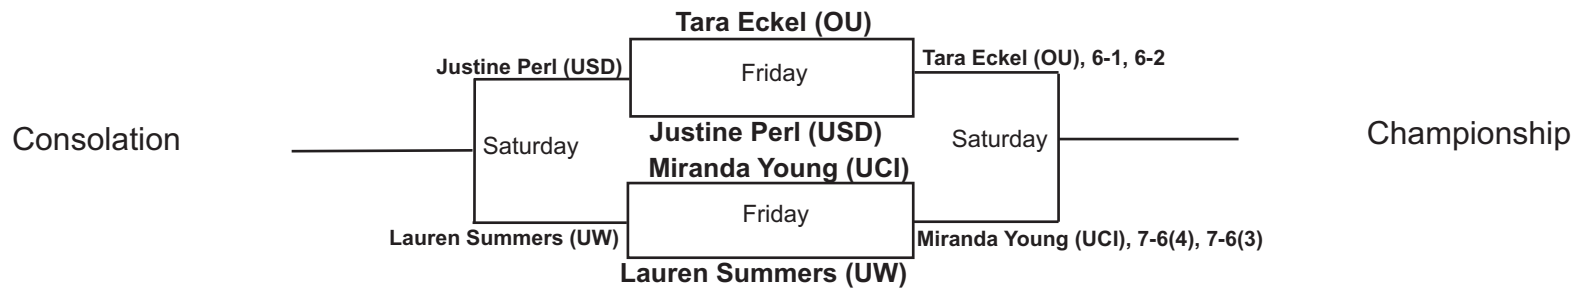 Tara Eckel (OU)
Justine Perl (USD)
Friday
Tara Eckel (OU), 6-1, 6-2
Consolation
Saturday
Justine Perl (USD)
Saturday
Championship
Miranda Young (UCI)
Friday
Lauren Summers (UW)
Miranda Young (UCI), 7-6(4), 7-6(3)
Lauren Summers (UW)